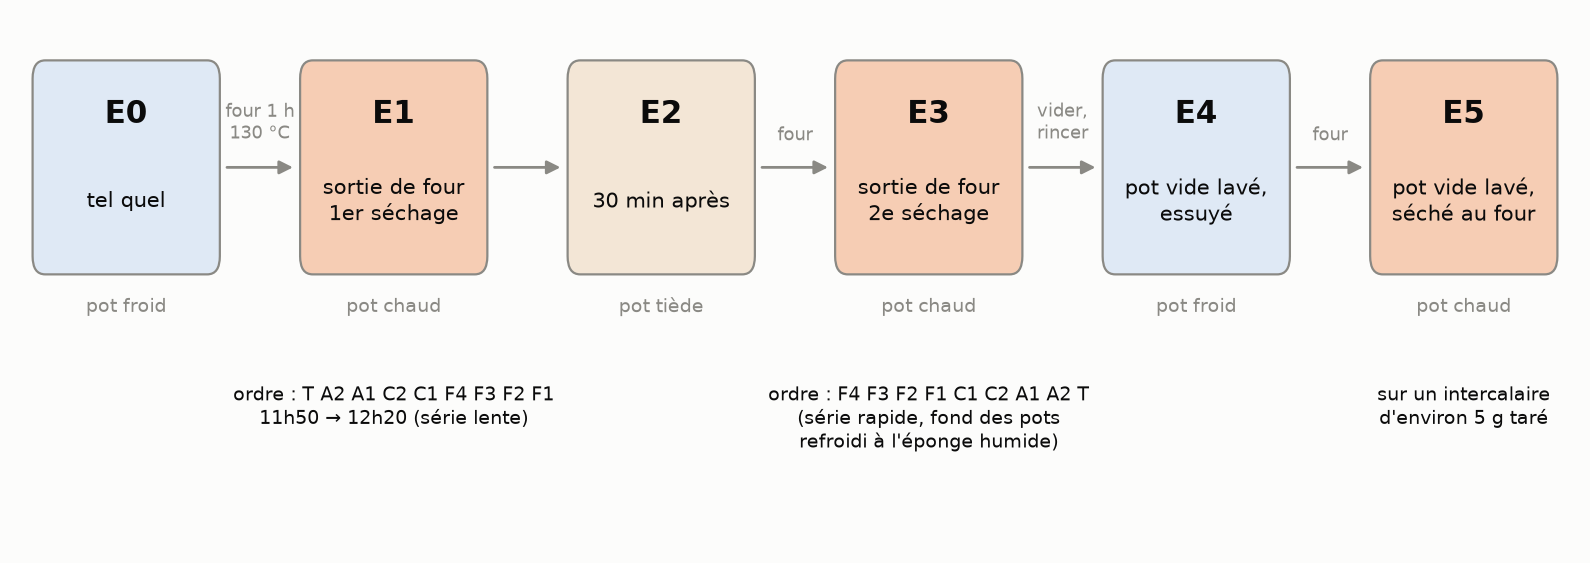 E0
tel quel
pot froid
four 1 h
130 °C
E1
sortie de four
1er séchage
pot chaud
E2
30 min après
pot tiède
four
E3
sortie de four
2e séchage
pot chaud
vider,
rincer
E4
pot vide lavé,
essuyé
pot froid
four
E5
pot vide lavé,
séché au four
pot chaud
ordre : T A2 A1 C2 C1 F4 F3 F2 F1
11h50 → 12h20 (série lente)
ordre : F4 F3 F2 F1 C1 C2 A1 A2 T
(série rapide, fond des pots
refroidi à l'éponge humide)
sur un intercalaire
d'environ 5 g taré